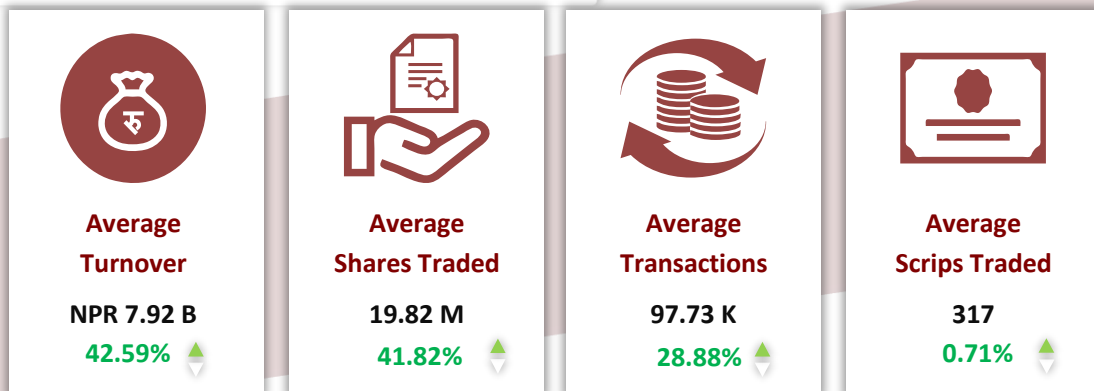 रु
Average
Turnover
NPR 7.92 B
42.59%
Average
Shares Traded
19.82 M
41.82%
Average
Transactions
97.73 K
28.88%
Average
Scrips Traded
317
0.71%